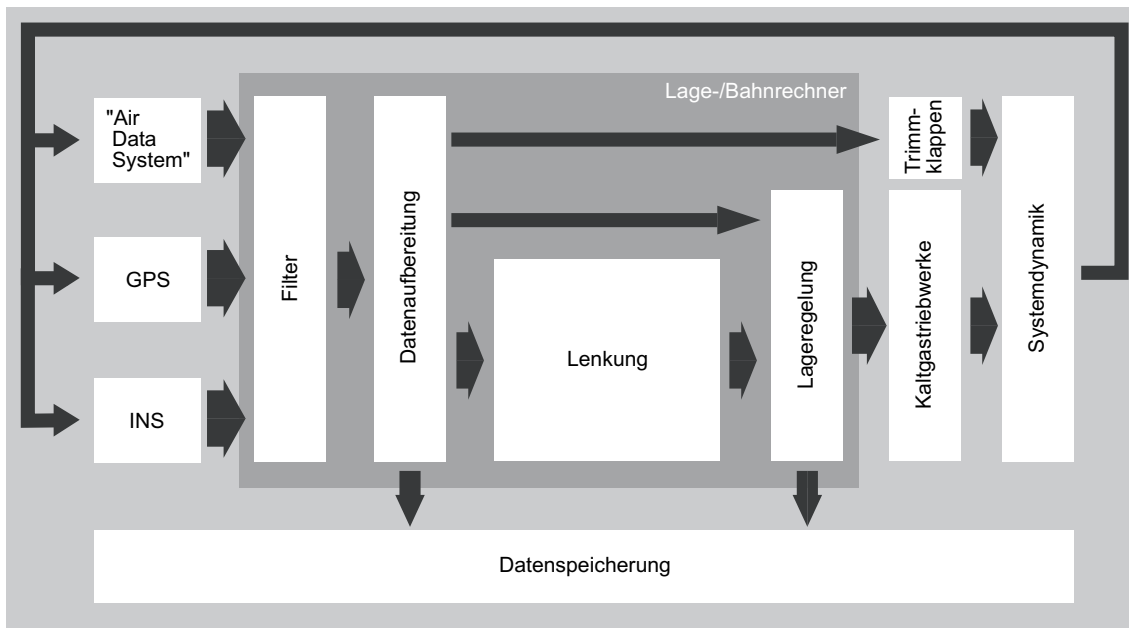 Lage-/Bahnrechner
"Air
Data
System"
GPS
INS
Filter
Datenaufbereitung
Lenkung
Lageregelung
Trimm-
klappen
Kaltgastriebwerke
Systemdynamik
Datenspeicherung